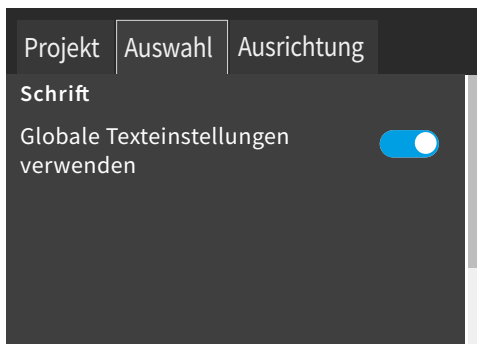 Projekt Auswahl Ausrichtung
Schrift
Globale Texteinstellungen
verwenden